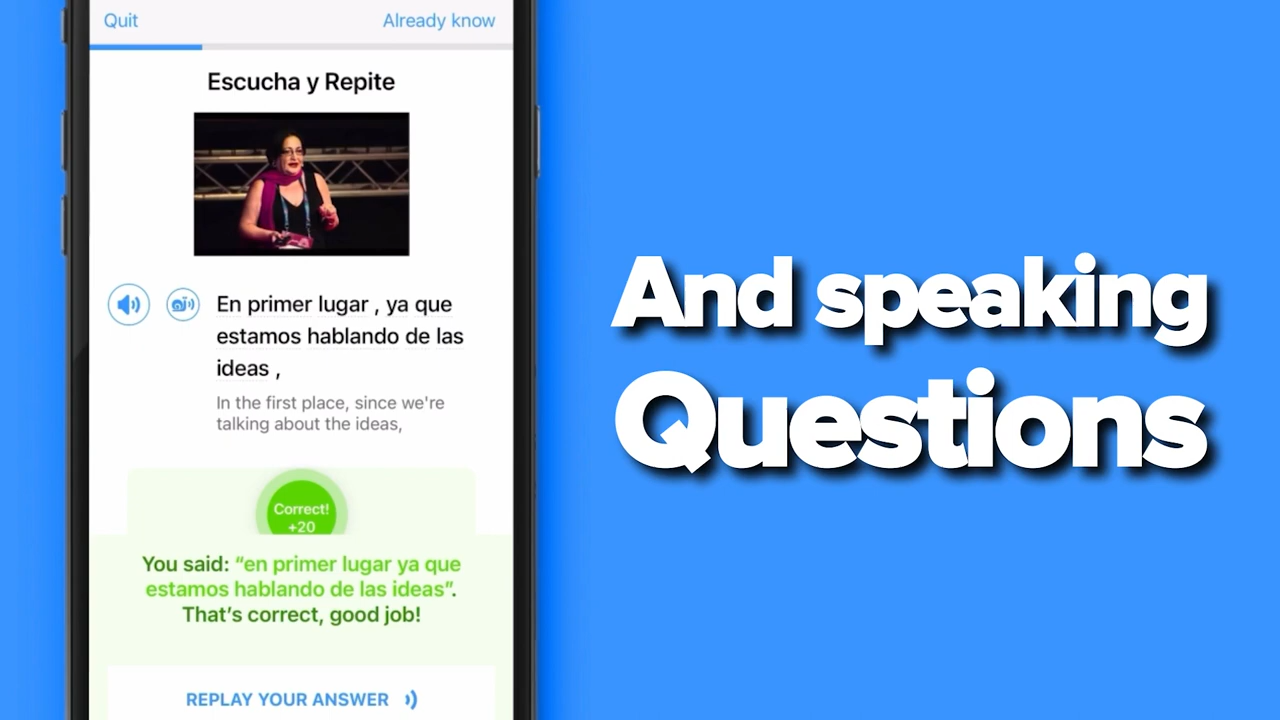 Quit
Already know
Escucha y Repite
En primer lugar , ya que
estamos hablando de las
ideas ,
In the first place, since we're
talking about the ideas,
Correct!
+20
You said: “en primer lugar ya que
estamos hablando de las ideas”.
That's correct, good job!
REPLAY YOUR ANSWER
And speaking
Questions